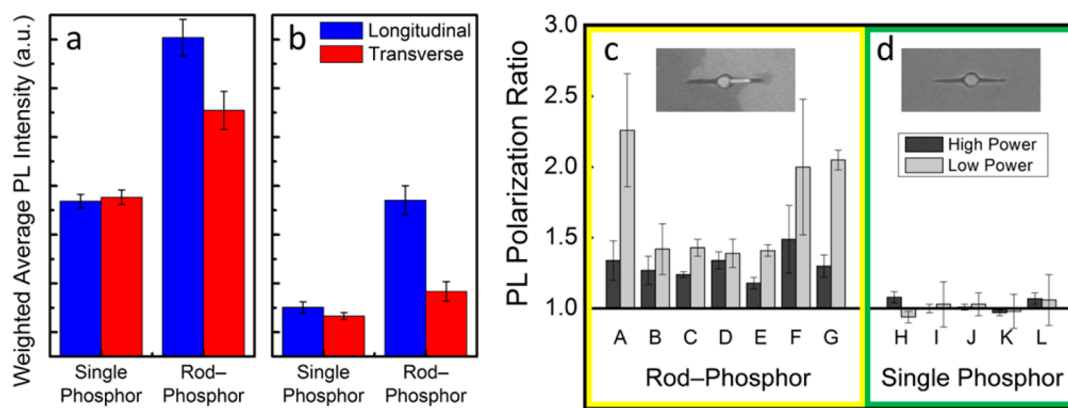 Weighted Average PL Intensity (a.u.)
a
b
Longitudinal
Transverse
Single
Phosphor
Rod–
Phosphor
Single
Phosphor
Rod–
Phosphor
PL Polarization Ratio
3.0
2.5
2.0
1.5
1.0
c
d
High Power
Low Power
A B C D E F G
H I J K L
Rod–Phosphor
Single Phosphor